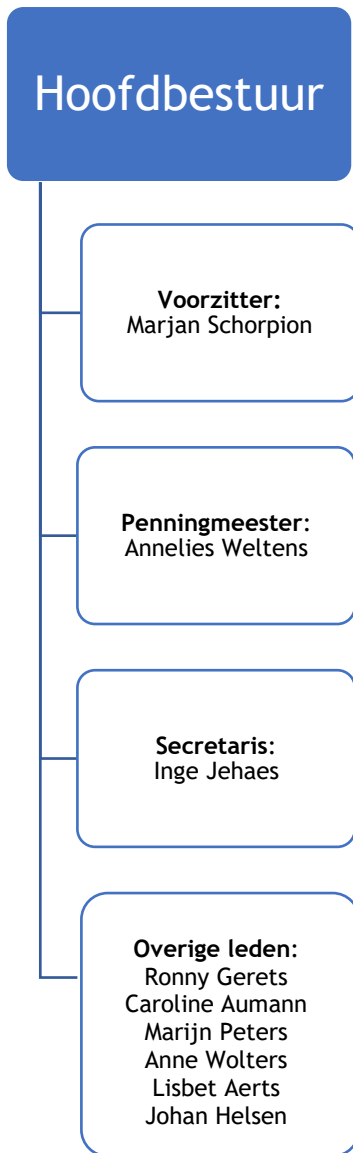 Hoofdbestuur
Voorzitter:
Marjan Schorpion
Penningmeester:
Annelies Weltens
Secretaris:
Inge Jehaes
Overige leden:
Ronny Gerets
Caroline Aumann
Marijn Peters
Anne Wolters
Lisbet Aerts
Johan Helsen